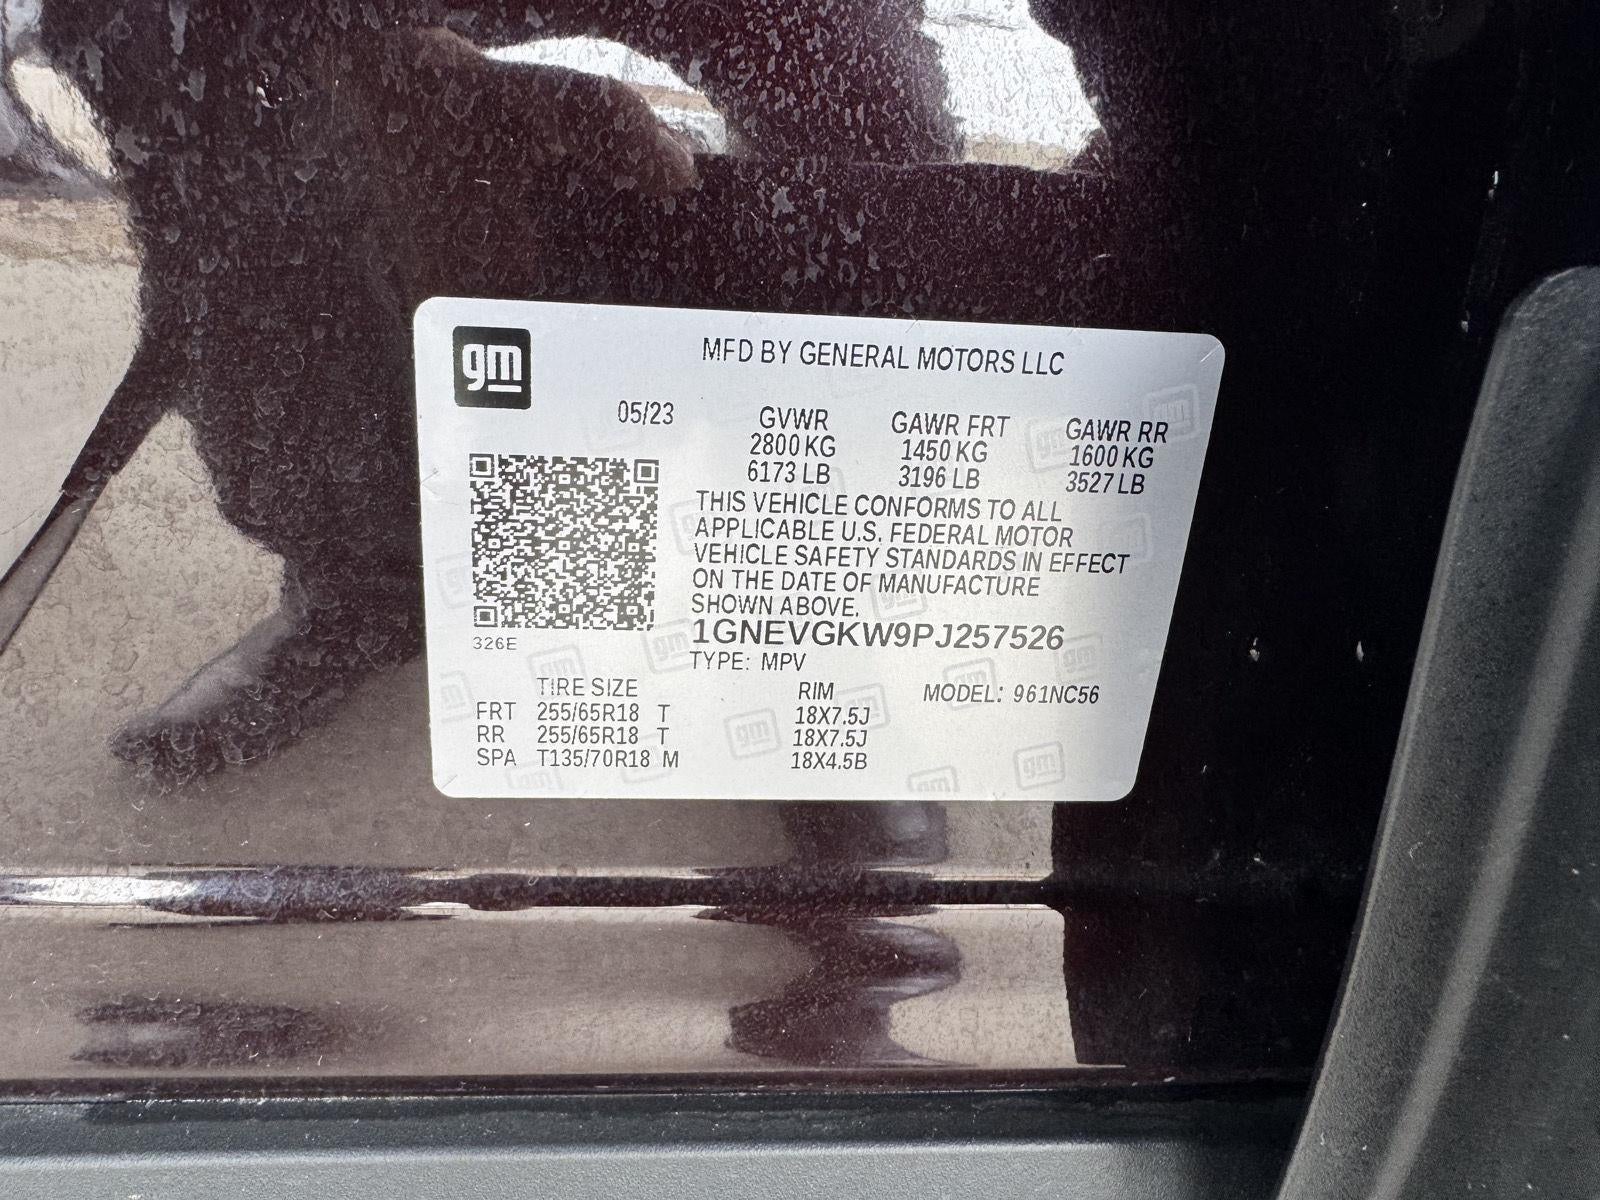 gm
MFD BY GENERAL MOTORS LLC
05/23 GVWR GAWR FRT GAWR RR
2800 KG 1450 KG 1600 KG
6173 LB 3196 LB 3527 LB
THIS VEHICLE CONFORMS TO ALL
APPLICABLE U.S. FEDERAL MOTOR
VEHICLE SAFETY STANDARDS IN EFFECT
ON THE DATE OF MANUFACTURE
SHOWN ABOVE.
1GNEVGKW9PJ257526
326E
TYPE: MPV
TIRE SIZE RIM MODEL: 961NC56
FRT 255/65R18 T 18X7.5J
RR 255/65R18 T 18X7.5J
SPA T135/70R18 M 18X4.5B